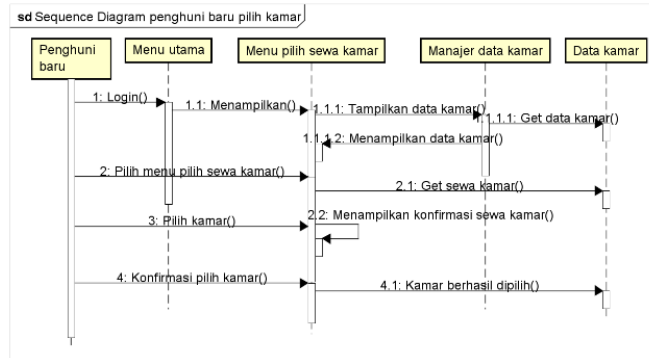 sd Sequence Diagram penghuni baru pilih kamar
Penghuni
baru
Menu utama
Menu pilih sewa kamar
Manajer data kamar
Data kamar
1: Login()
1.1: Menampilkan()
1.1.1: Tampilkan data kamar()
1.1.1.1: Get data kamar()
1.1.1.2: Menampilkan data kamar()
2: Pilih menu pilih sewa kamar()
2.1: Get sewa kamar()
3: Pilih kamar()
2.2: Menampilkan konfirmasi sewa kamar()
4: Konfirmasi pilih kamar()
4.1: Kamar berhasil dipilih()